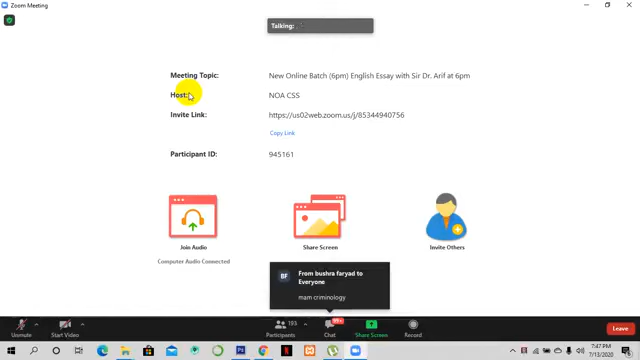 Zoom Meeting
Talking:
Meeting Topic: New Online Batch (6pm) English Essay with Sir Dr. Arif at 6pm
Host: NOA CSS
Invite Link: https://us02web.zoom.us/j/85344940756
Copy Link
Participant ID: 945161
Join Audio
Computer Audio Connected
Share Screen
Invite Others
BF
From bushra faryad to
Everyone
mam criminology
Unmute
Start Video
193
Participants
99+
Chat
Share Screen
Record
Leave
7:47 PM
7/13/2020